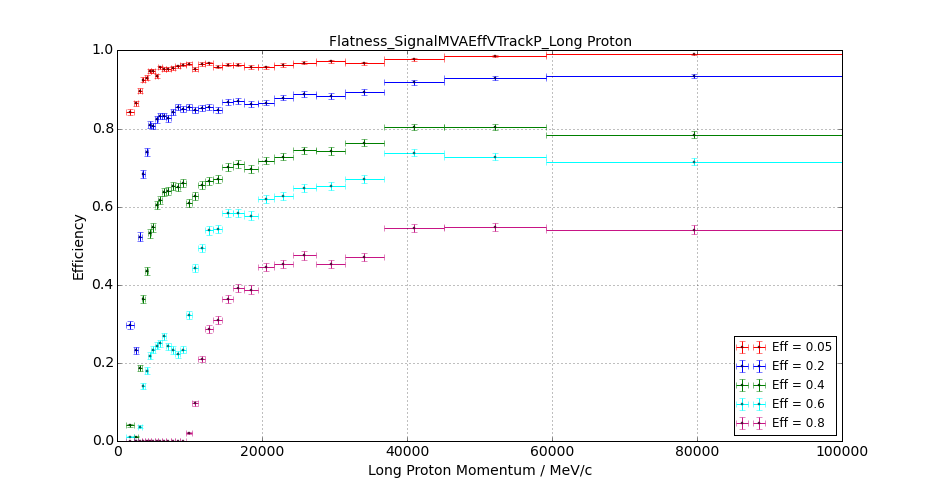 Flatness_SignalMVAEffVTrackP_Long Proton
1.0
0.8
0.6
0.4
0.2
0.0
Efficiency
Eff = 0.05
Eff = 0.2
Eff = 0.4
Eff = 0.6
Eff = 0.8
0 20000 40000 60000 80000 100000
Long Proton Momentum / MeV/c